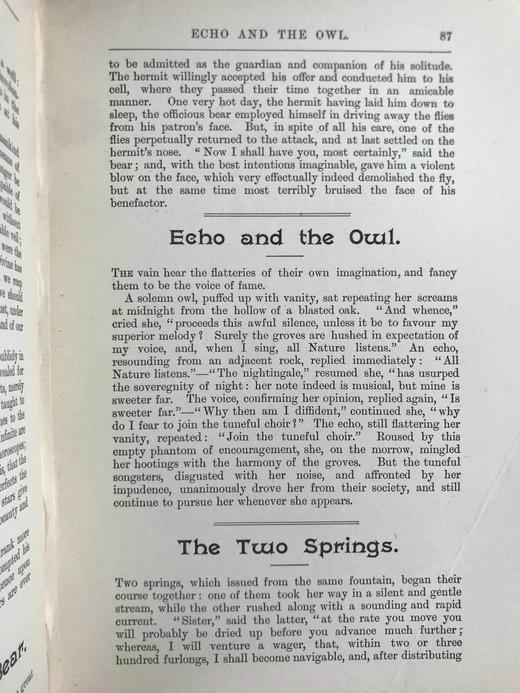 ECHO AND THE OWL. 87
to be admitted as the guardian and companion of his solitude.
The hermit willingly accepted his offer and conducted him to his
cell, where they passed their time together in an amicable
manner. One very hot day, the hermit having laid him down to
sleep, the officious bear employed himself in driving away the flies
from his patron's face. But, in spite of all his care, one of the
flies perpetually returned to the attack, and at last settled on the
hermit's nose. “Now I shall have you, most certainly,” said the
bear; and, with the best intentions imaginable, gave him a violent
blow on the face, which very effectually indeed demolished the fly,
but at the same time most terribly bruised the face of his
benefactor.
Echo and the Owl.
THE vain hear the flatteries of their own imagination, and fancy
them to be the voice of fame.
A solemn owl, puffed up with vanity, sat repeating her screams
at midnight from the hollow of a blasted oak. “And whence,”
cried she, “proceeds this awful silence, unless it be to favour my
superior melody? Surely the groves are hushed in expectation of
my voice, and, when I sing, all Nature listens.” An echo,
resounding from an adjacent rock, replied immediately: “All
Nature listens.”—“The nightingale,” resumed she, “has usurped
the sovereignty of night: her note indeed is musical, but mine is
sweeter far. The voice, confirming her opinion, replied again, “Is
sweeter far.”—“Why then am I diffident,” continued she, “why
do I fear to join the tuneful choir?” The echo, still flattering her
vanity, repeated: “Join the tuneful choir.” Roused by this
empty phantom of encouragement, she, on the morrow, mingled
her hootings with the harmony of the groves. But the tuneful
songsters, disgusted with her noise, and affronted by her
impudence, unanimously drove her from their society, and still
continue to pursue her whenever she appears.
The Two Springs.
TWO springs, which issued from the same fountain, began their
course together: one of them took her way in a silent and gentle
stream, while the other rushed along with a sounding and rapid
current. “Sister,” said the latter, “at the rate you move you
will probably be dried up before you advance much further;
whereas, I will venture a wager, that, within two or three
hundred furlongs, I shall become navigable, and, after distributing